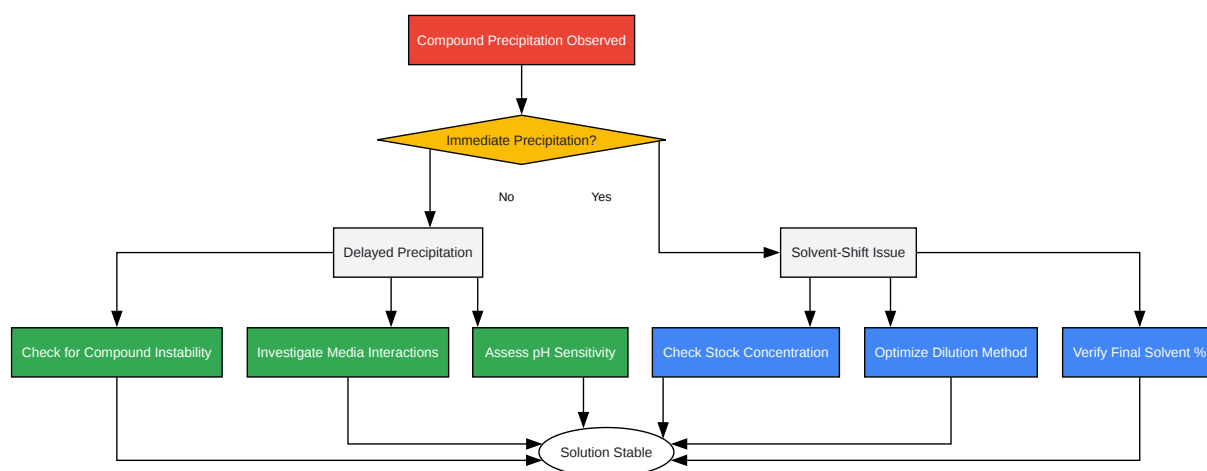 Compound Precipitation Observed
Immediate Precipitation?
No
Yes
Delayed Precipitation
Solvent-Shift Issue
Check for Compound Instability
Investigate Media Interactions
Assess pH Sensitivity
Check Stock Concentration
Optimize Dilution Method
Verify Final Solvent %
Solution Stable